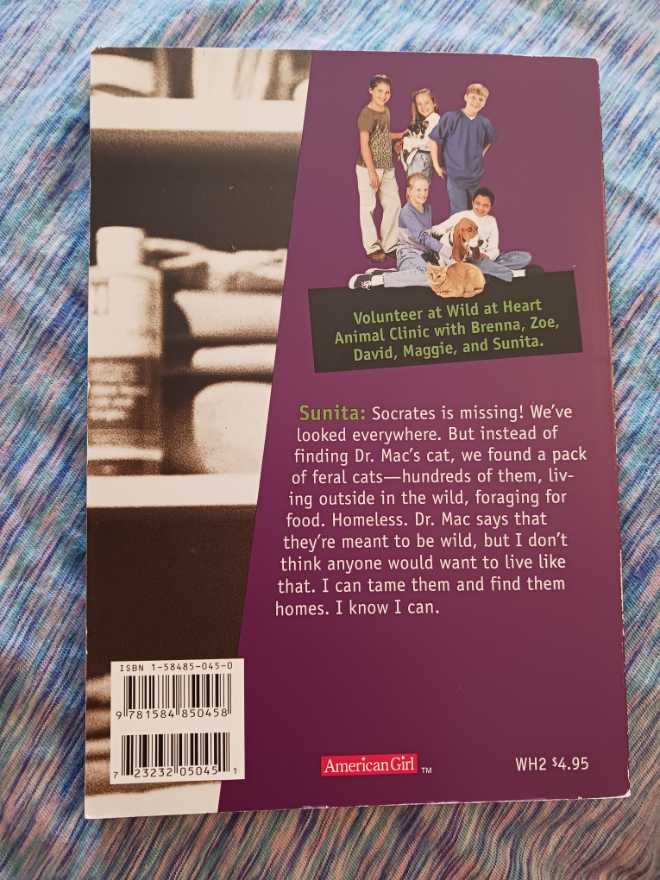 Volunteer at Wild at Heart
Animal Clinic with Brenna, Zoe,
David, Maggie, and Sunita.
Sunita: Socrates is missing! We've
looked everywhere. But instead of
finding Dr. Mac's cat, we found a pack
of feral cats—hundreds of them, liv-
ing outside in the wild, foraging for
food. Homeless. Dr. Mac says that
they're meant to be wild, but I don't
think anyone would want to live like
that. I can tame them and find them
homes. I know I can.
ISBN 1-58485-045-0
9 781584 850458
7 23232 05045 1
American Girl TM
WH2 $4.95